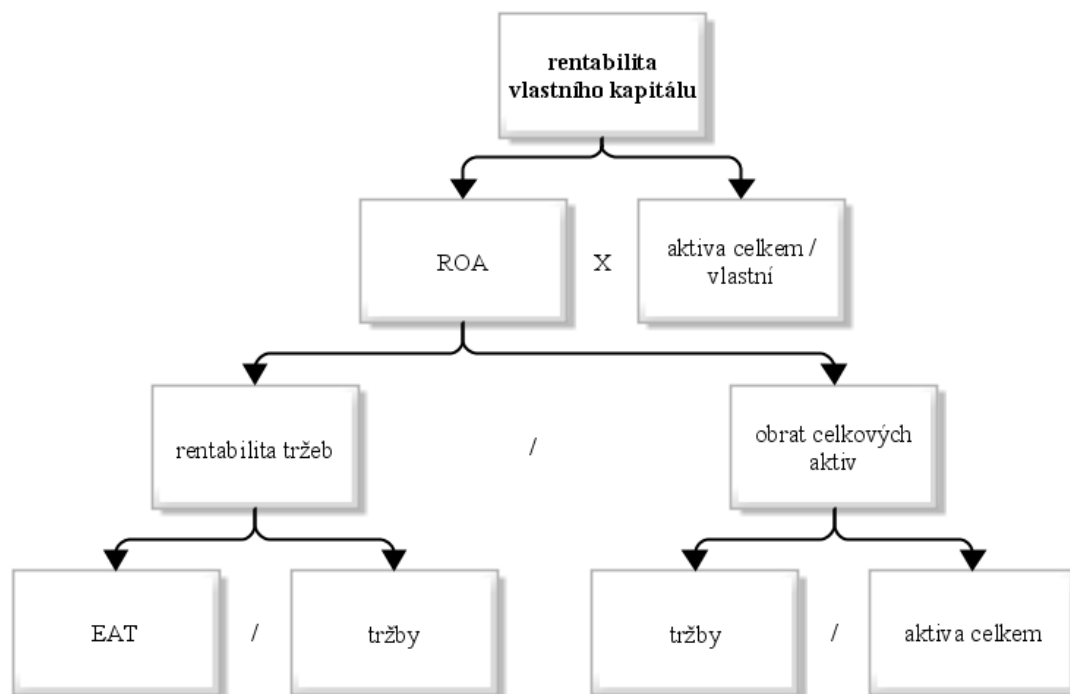 rentabilita
vlastního kapitálu
ROA
X
aktiva celkem /
vlastní
rentabilita tržeb
/
obrat celkových
aktiv
EAT
/
tržby
tržby
/
aktiva celkem